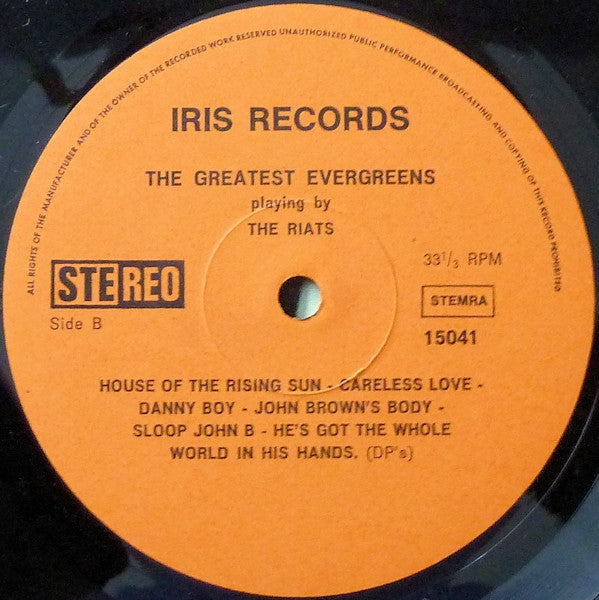 ALL RIGHTS OF THE MANUFACTURER AND OF THE OWNER OF THE RECORDED WORK RESERVED UNAUTHORIZED PUBLIC PERFORMANCE BROADCASTING AND COPYING OF THIS RECORD PROHIBITED
IRIS RECORDS
THE GREATEST EVERGREENS
playing by
THE RIATS
33 1/3 RPM
STEREO
STEMRA
Side B
15041
HOUSE OF THE RISING SUN - CARELESS LOVE -
DANNY BOY - JOHN BROWN'S BODY -
SLOOP JOHN B - HE'S GOT THE WHOLE
WORLD IN HIS HANDS. (DP's)